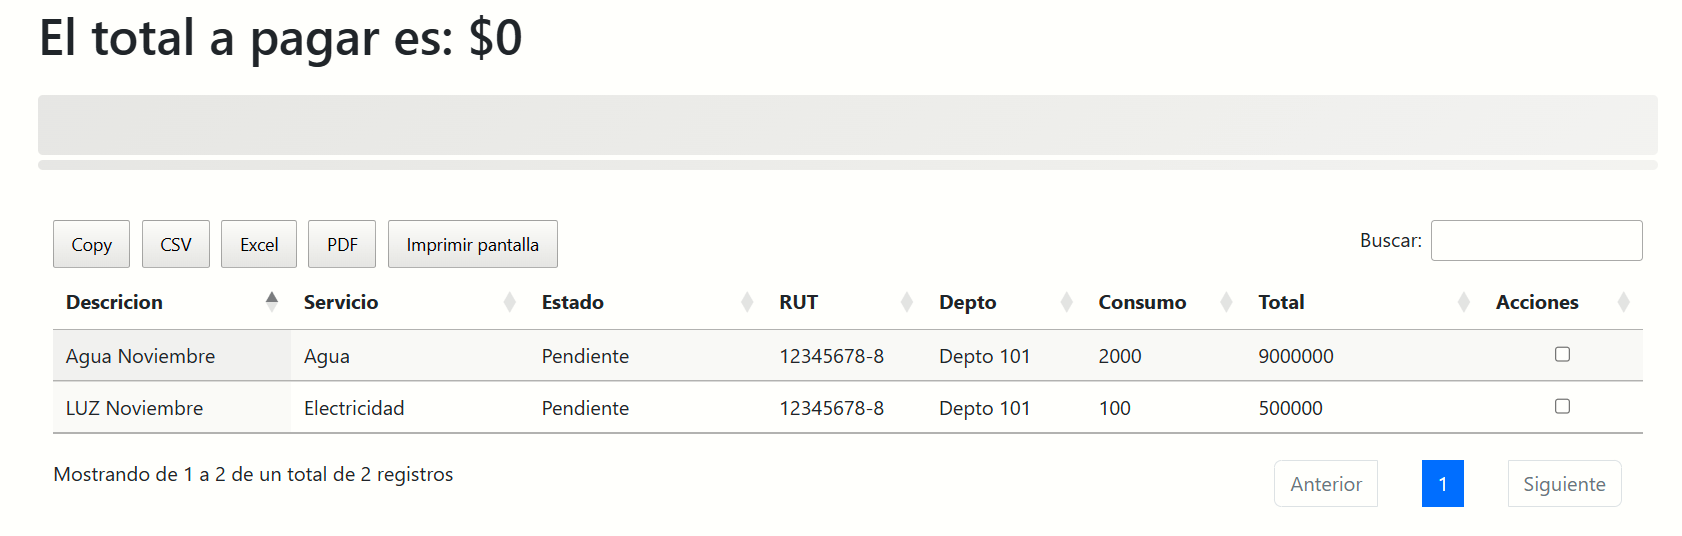 El total a pagar es: $0
Copy CSV Excel PDF Imprimir pantalla Buscar:
Descricion Servicio Estado RUT Depto Consumo Total Acciones
Agua Noviembre Agua Pendiente 12345678-8 Depto 101 2000 9000000
LUZ Noviembre Electricidad Pendiente 12345678-8 Depto 101 100 500000
Mostrando de 1 a 2 de un total de 2 registros Anterior 1 Siguiente